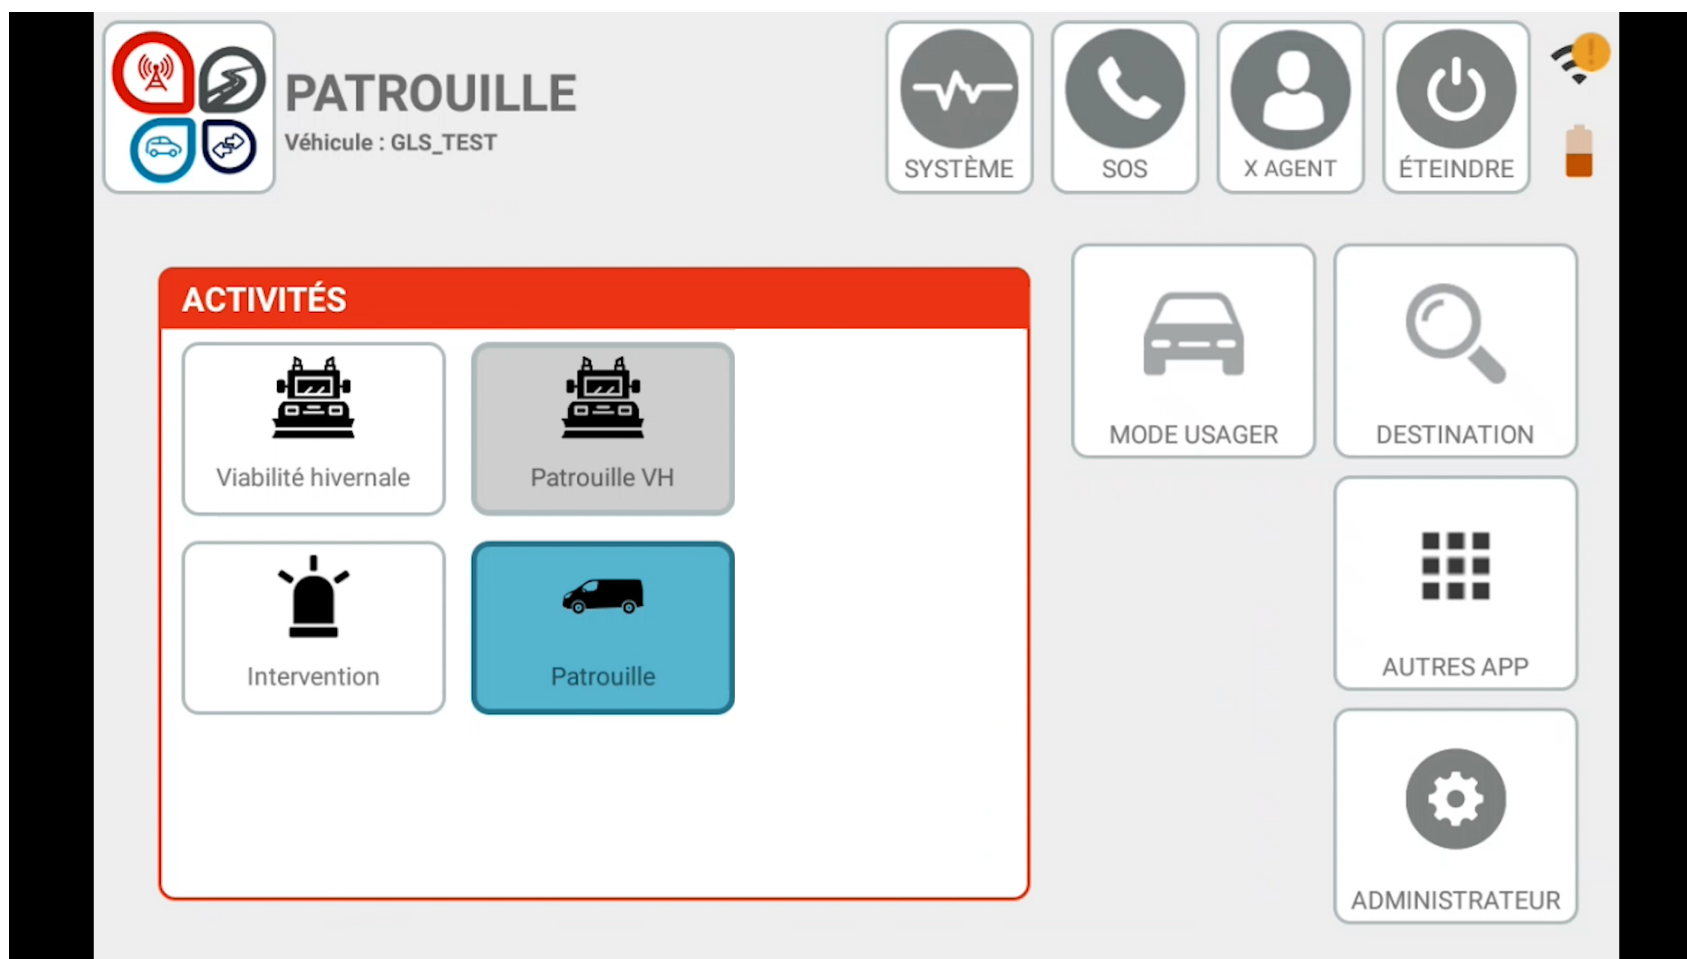 PATROUILLE
Véhicule : GLS_TEST
SYSTÈME
SOS
X AGENT
ÉTEINDRE
ACTIVITÉS
Viabilité hivernale
Patrouille VH
Intervention
Patrouille
MODE USAGER
DESTINATION
AUTRES APP
ADMINISTRATEUR